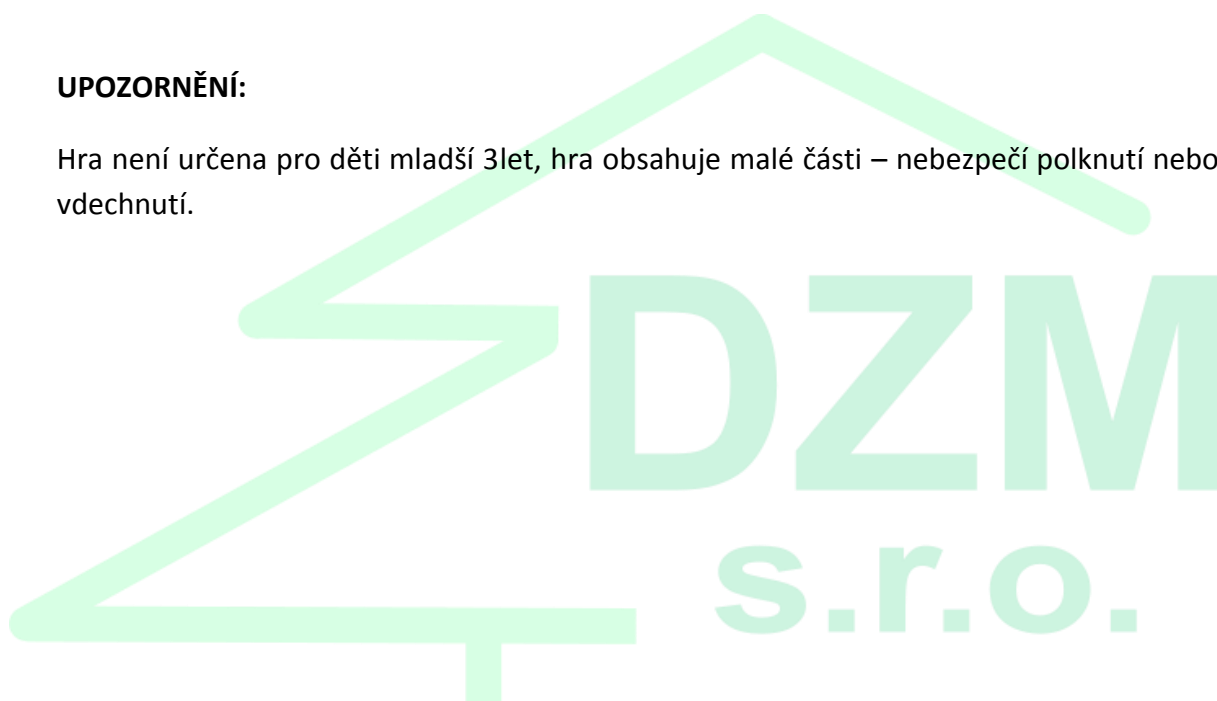 UPOZORNĚNÍ:
Hra není určena pro děti mladší 3let, hra obsahuje malé části – nebezpečí polknutí nebo
vdechnutí.
DZM
s.r.o.